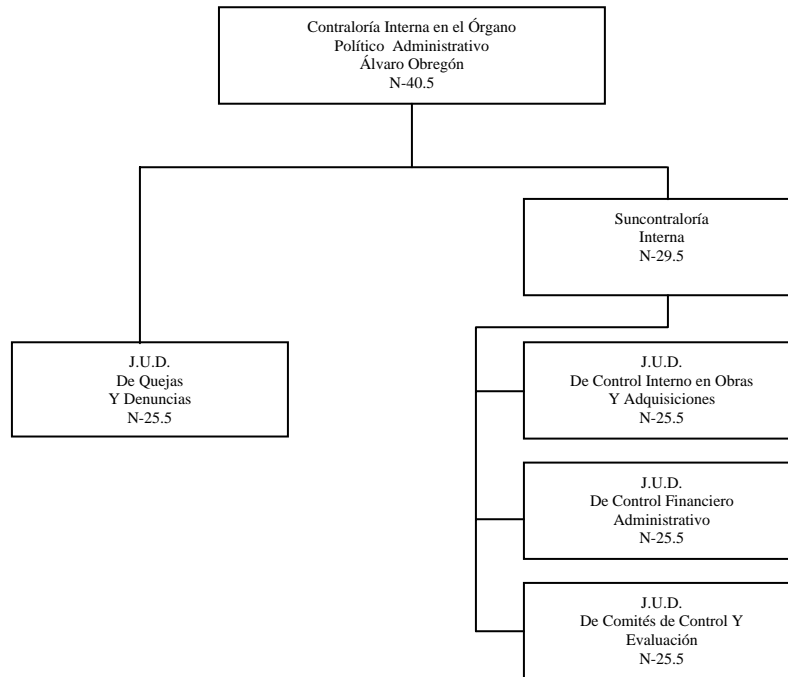 Contraloría Interna en el Órgano
Político Administrativo
Álvaro Obregón
N-40.5
Suncontraloría
Interna
N-29.5
J.U.D.
De Quejas
Y Denuncias
N-25.5
J.U.D.
De Control Interno en Obras
Y Adquisiciones
N-25.5
J.U.D.
De Control Financiero
Administrativo
N-25.5
J.U.D.
De Comités de Control Y
Evaluación
N-25.5